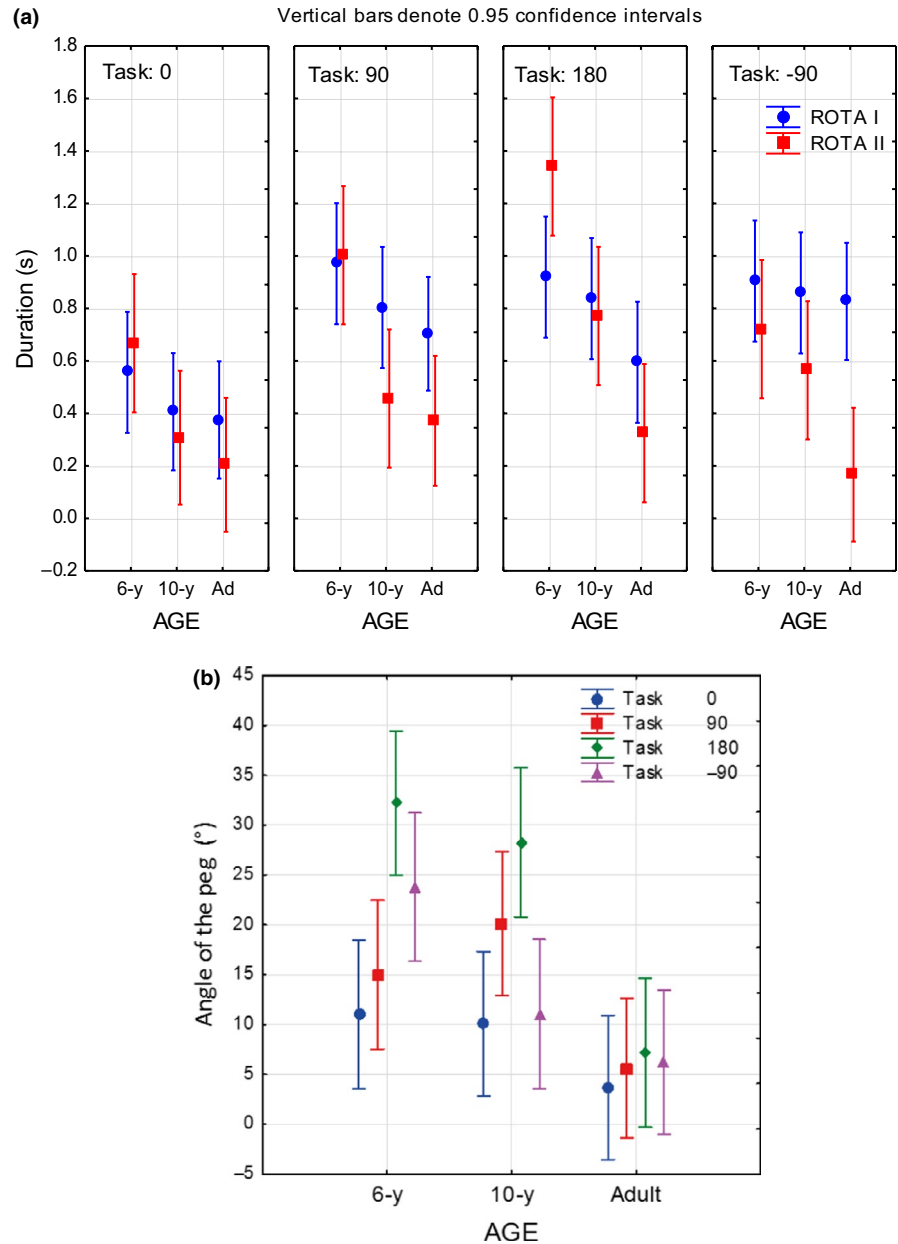 (a)
Vertical bars denote 0.95 confidence intervals
1.8
1.6
1.4
1.2
1.0
0.8
0.6
0.4
0.2
0.0
–0.2
Duration (s)
Task: 0
Task: 90
Task: 180
Task: -90
ROTA I
ROTA II
6-y 10-y Ad
6-y 10-y Ad
6-y 10-y Ad
6-y 10-y Ad
AGE
AGE
AGE
AGE
(b)
45
40
35
30
25
20
15
10
5
0
–5
Angle of the peg (°)
Task 0
Task 90
Task 180
Task –90
6-y 10-y Adult
AGE